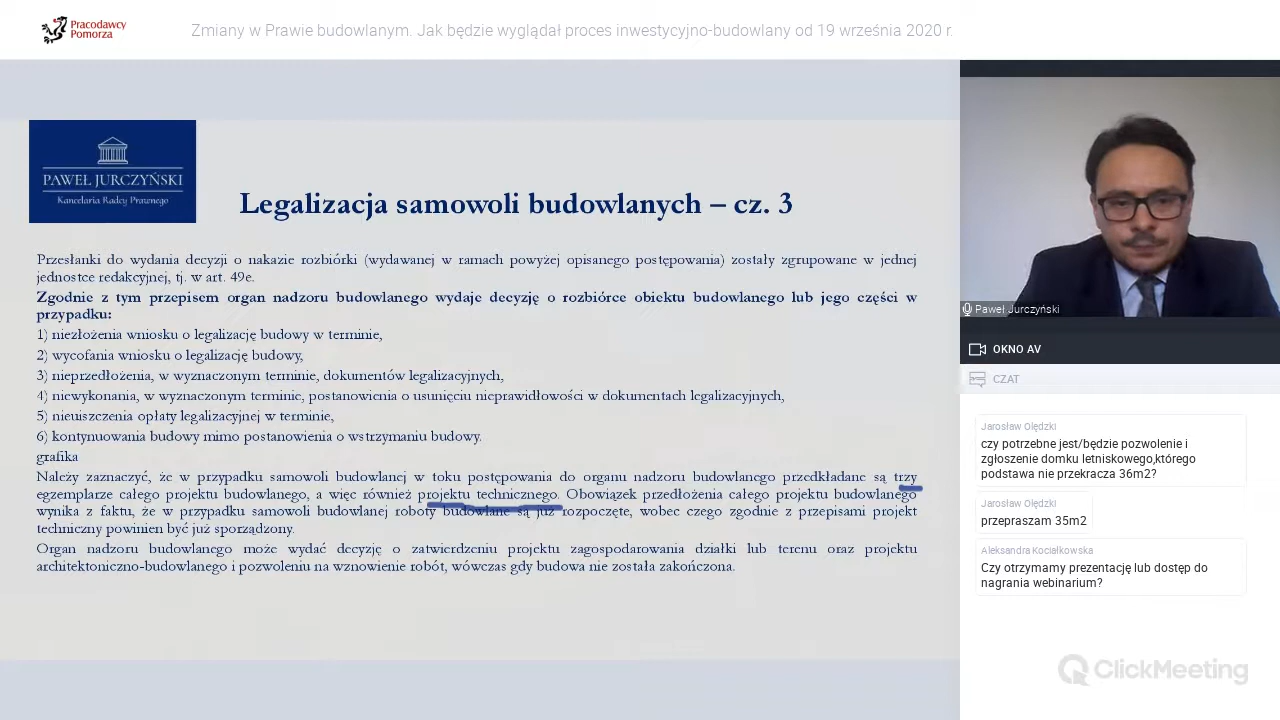 Pracodawcy
Pomorza
Zmiany w Prawie budowlanym. Jak będzie wyglądał proces inwestycyjno-budowlany od 19 września 2020 r.
PAWEŁ JURCZYŃSKI
Kancelaria Radcy Prawnego
Legalizacja samowoli budowlanych – cz. 3
Przesłanki do wydania decyzji o nakazie rozbiórki (wydawanej w ramach powyżej opisanego postępowania) zostały zgrupowane w jednej
jednostce redakcyjnej, tj. w art. 49e.
Zgodnie z tym przepisem organ nadzoru budowlanego wydaje decyzję o rozbiórce obiektu budowlanego lub jego części w
przypadku:
1) niezłożenia wniosku o legalizację budowy w terminie,
2) wycofania wniosku o legalizację budowy,
3) nieprzedłożenia, w wyznaczonym terminie, dokumentów legalizacyjnych,
4) niewykonania, w wyznaczonym terminie, postanowienia o usunięciu nieprawidłowości w dokumentach legalizacyjnych,
5) nieuiszczenia opłaty legalizacyjnej w terminie,
6) kontynuowania budowy mimo postanowienia o wstrzymaniu budowy.
grafika
Należy zaznaczyć, że w przypadku samowoli budowlanej w toku postępowania do organu nadzoru budowlanego przedkładane są trzy
egzemplarze całego projektu budowlanego, a więc również projektu technicznego. Obowiązek przedłożenia całego projektu budowlanego
wynika z faktu, że w przypadku samowoli budowlanej roboty budowlane są już rozpoczęte, wobec czego zgodnie z przepisami projekt
techniczny powinien być już sporządzony.
Organ nadzoru budowlanego może wydać decyzję o zatwierdzeniu projektu zagospodarowania działki lub terenu oraz projektu
architektoniczno-budowlanego i pozwoleniu na wznowienie robót, wówczas gdy budowa nie została zakończona.
Paweł Jurczyński
OKNO AV
CZAT
Jarosław Olędzki
czy potrzebne jest/będzie pozwolenie i
zgłoszenie domku letniskowego,którego
podstawa nie przekracza 36m2?
Jarosław Olędzki
przepraszam 35m2
Aleksandra Kociałkowska
Czy otrzymamy prezentację lub dostęp do
nagrania webinarium?
ClickMeeting